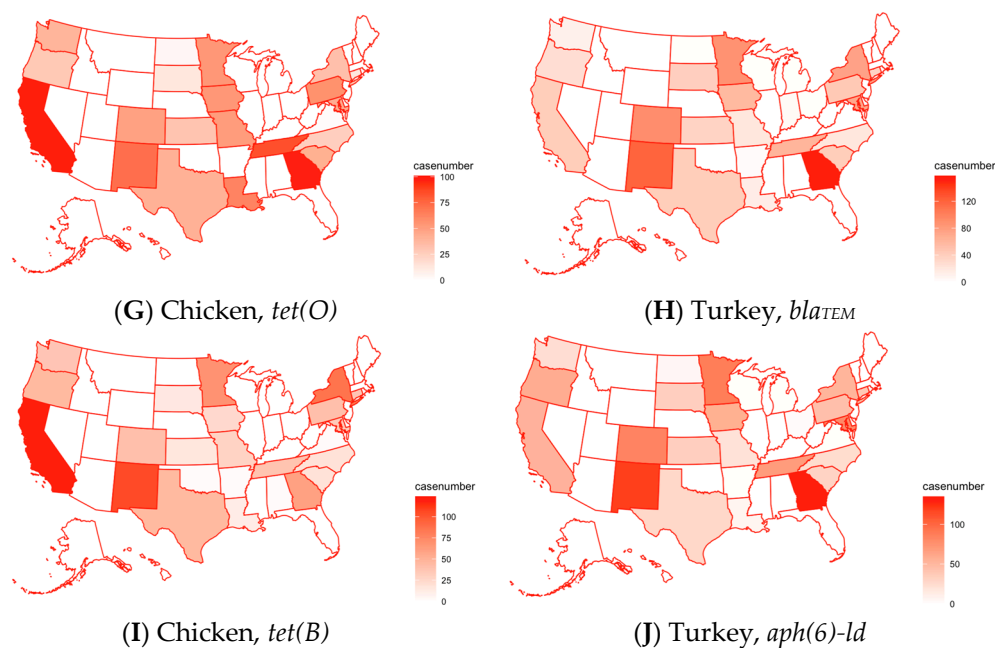 casenumber
100
75
50
25
0
casenumber
120
80
40
0
(G) Chicken, tet(O)
(H) Turkey, blaTEM
casenumber
100
75
50
25
0
casenumber
100
50
0
(I) Chicken, tet(B)
(J) Turkey, aph(6)-ld